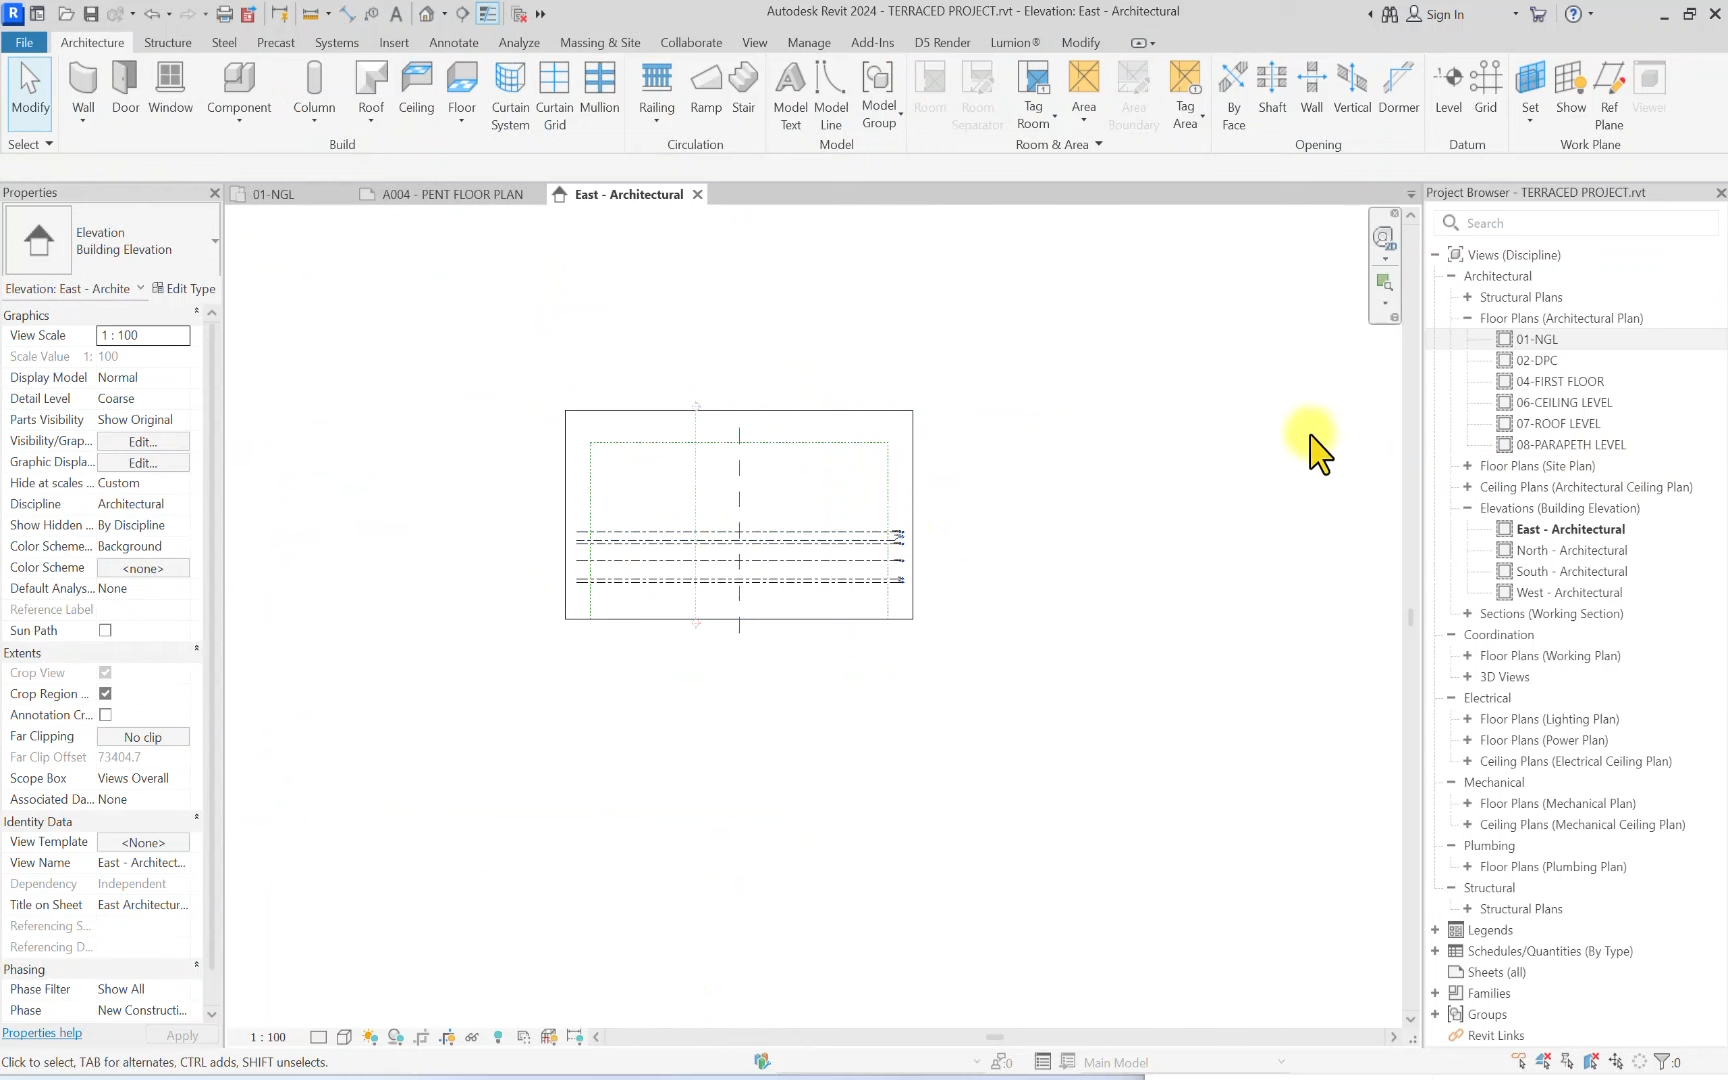 Autodesk Revit 2024 - TERRACED PROJECT.rvt - Elevation: East - Architectural
Sign In
File Architecture Structure Steel Precast Systems Insert Annotate Analyze Massing & Site Collaborate View Manage Add-Ins D5 Render Lumion® Modify
Modify Wall Door Window Component Column Roof Ceiling Floor Curtain System Curtain Grid Mullion Railing Ramp Stair Model Text Model Line Model Group Room Room Separator Tag Room Area Area Boundary Tag Area By Face Shaft Wall Vertical Dormer Level Grid Set Show Ref Plane Viewer
Select Build Circulation Model Room & Area Opening Datum Work Plane
Properties
01-NGL
A004 - PENT FLOOR PLAN
East - Architectural
Project Browser - TERRACED PROJECT.rvt
Elevation
Building Elevation
Elevation: East - Archite
Edit Type
Graphics
View Scale 1 : 100
Scale Value 1: 100
Display Model Normal
Detail Level Coarse
Parts Visibility Show Original
Visibility/Grap... Edit...
Graphic Displa... Edit...
Hide at scales ... Custom
Discipline Architectural
Show Hidden ... By Discipline
Color Scheme... Background
Color Scheme <none>
Default Analys... None
Reference Label
Sun Path
Extents
Crop View
Crop Region ...
Annotation Cr...
Far Clipping No clip
Far Clip Offset 73404.7
Scope Box Views Overall
Associated Da... None
Identity Data
View Template <None>
View Name East - Architect...
Dependency Independent
Title on Sheet East Architectur...
Referencing S...
Referencing D...
Phasing
Phase Filter Show All
Phase New Constructi...
Properties help
Apply
Search
Views (Discipline)
Architectural
Structural Plans
Floor Plans (Architectural Plan)
01-NGL
02-DPC
04-FIRST FLOOR
06-CEILING LEVEL
07-ROOF LEVEL
08-PARAPETH LEVEL
Floor Plans (Site Plan)
Ceiling Plans (Architectural Ceiling Plan)
Elevations (Building Elevation)
East - Architectural
North - Architectural
South - Architectural
West - Architectural
Sections (Working Section)
Coordination
Floor Plans (Working Plan)
3D Views
Electrical
Floor Plans (Lighting Plan)
Floor Plans (Power Plan)
Ceiling Plans (Electrical Ceiling Plan)
Mechanical
Floor Plans (Mechanical Plan)
Ceiling Plans (Mechanical Ceiling Plan)
Plumbing
Floor Plans (Plumbing Plan)
Structural
Structural Plans
Legends
Schedules/Quantities (By Type)
Sheets (all)
Families
Groups
Revit Links
1 : 100
Click to select, TAB for alternates, CTRL adds, SHIFT unselects.
:0
Main Model
:0